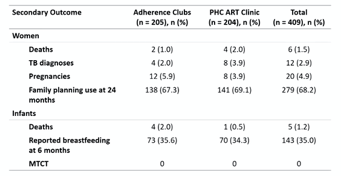 Secondary Outcome Adherence Clubs PHC ART Clinic Total
(n = 205), n (%) (n = 204), n (%) (n = 409), n (%)
Women
Deaths 2 (1.0) 4 (2.0) 6 (1.5)
TB diagnoses 4 (2.0) 8 (3.9) 12 (2.9)
Pregnancies 12 (5.9) 8 (3.9) 20 (4.9)
Family planning use at 24 138 (67.3) 141 (69.1) 279 (68.2)
months
Infants
Deaths 4 (2.0) 1 (0.5) 5 (1.2)
Reported breastfeeding 73 (35.6) 70 (34.3) 143 (35.0)
at 6 months
MTCT 0 0 0